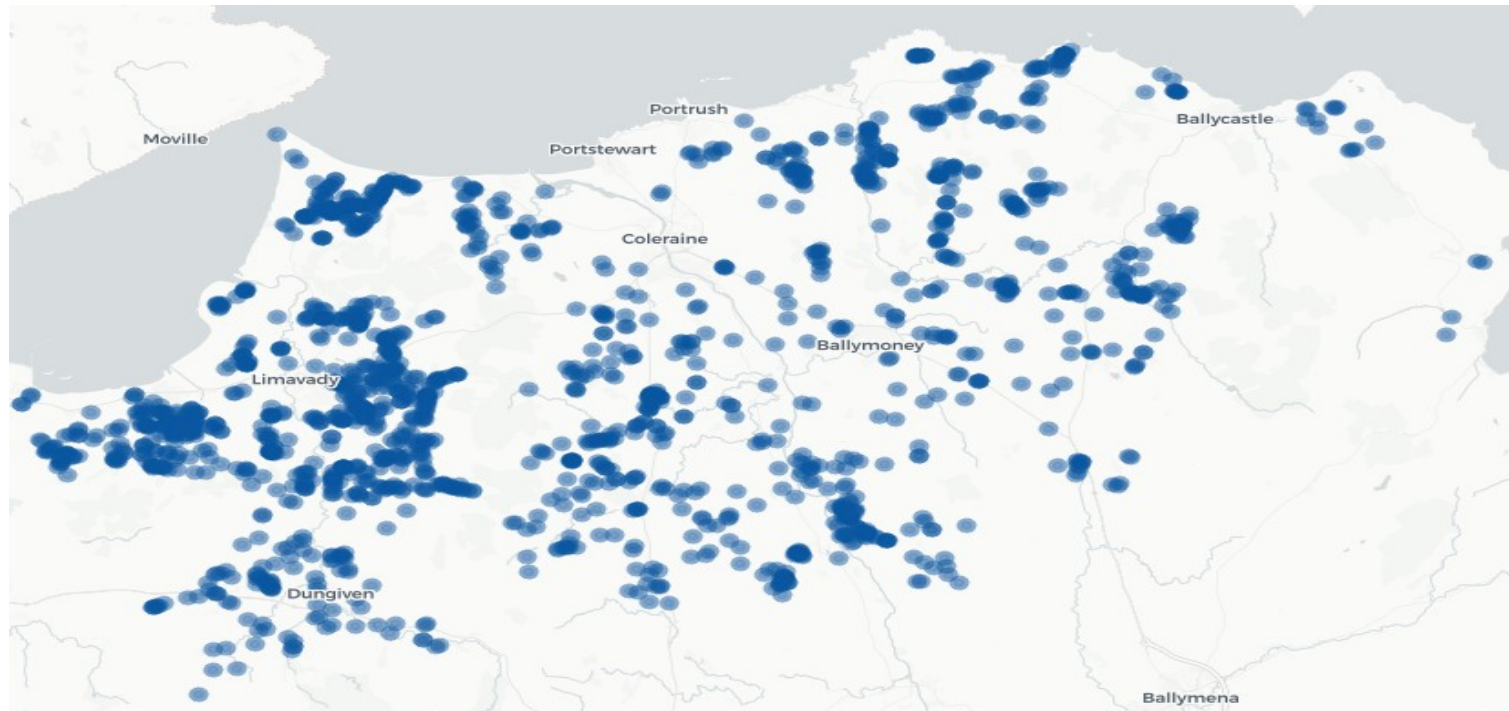 Portrush
Moville
Ballycastle
Portstewart
Coleraine
Ballymoney
Limavady
Dungiven
Ballymena